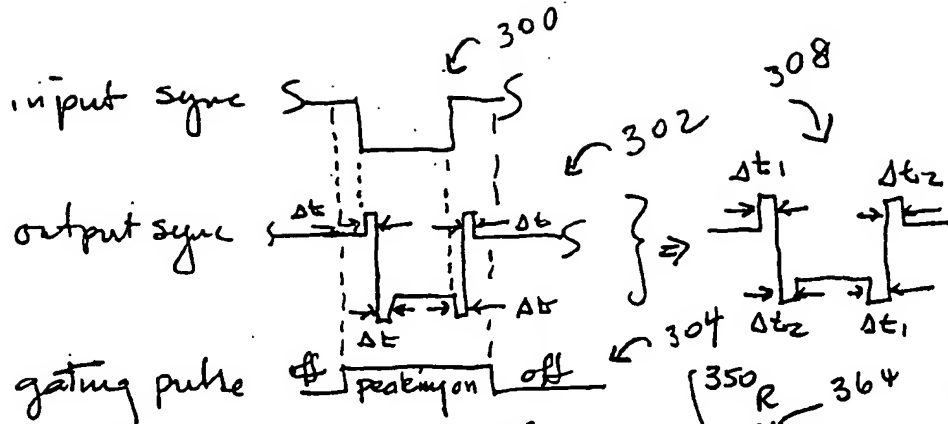 300
308
input sync
302
Δt1 Δt2
output sync Δt Δt ⇒
Δt Δt Δt2 Δt1
304
gating pulse off peaking on off
350 R 364